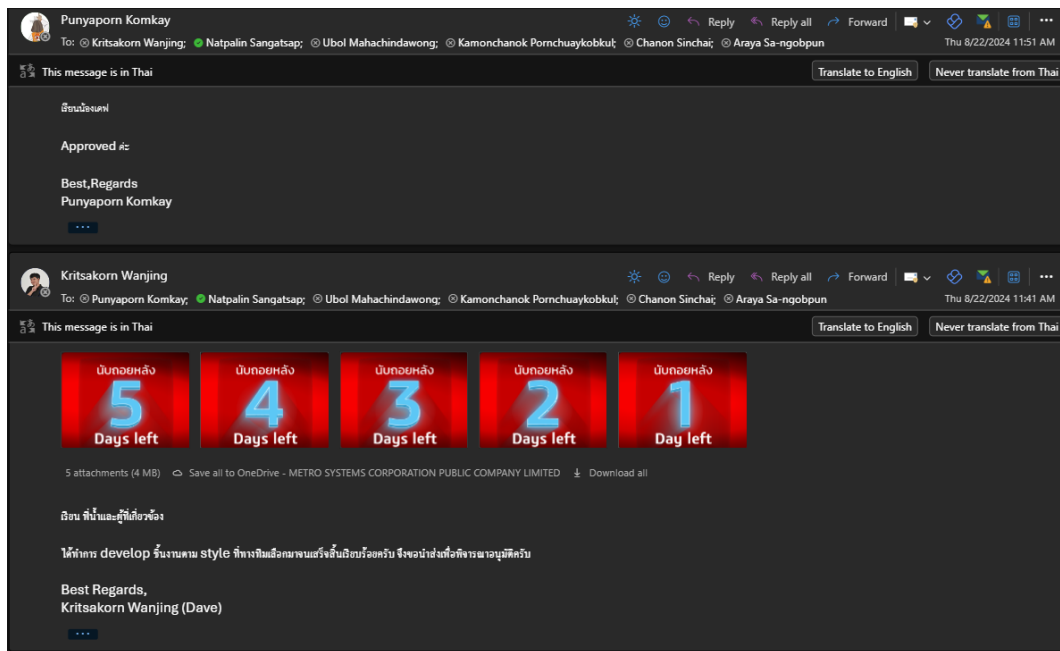 Punyaporn Komkay
Reply Reply all Forward
To: Kritsakorn Wanjing; Natpalin Sangatsap; Ubol Mahachindawong; Kamonchanok Pornchuaykobkul; Chanon Sinchai; Araya Sa-ngobpun
Thu 8/22/2024 11:51 AM
This message is in Thai
Translate to English Never translate from Thai
เรียนน้องเดฟ
Approved ค่ะ
Best,Regards
Punyaporn Komkay
...
Kritsakorn Wanjing
Reply Reply all Forward
To: Punyaporn Komkay; Natpalin Sangatsap; Ubol Mahachindawong; Kamonchanok Pornchuaykobkul; Chanon Sinchai; Araya Sa-ngobpun
Thu 8/22/2024 11:41 AM
This message is in Thai
Translate to English Never translate from Thai
นับถอยหลัง นับถอยหลัง นับถอยหลัง นับถอยหลัง นับถอยหลัง
5 4 3 2 1
Days left Days left Days left Days left Day left
5 attachments (4 MB) Save all to OneDrive - METRO SYSTEMS CORPORATION PUBLIC COMPANY LIMITED Download all
เรียน พี่น้ำและผู้ที่เกี่ยวข้อง
ได้ทำการ develop ชิ้นงานตาม style ที่ทางทีมเลือกมาจนเสร็จสิ้นเรียบร้อยครับ จึงขอนำส่งเพื่อพิจารณาอนุมัติครับ
Best Regards,
Kritsakorn Wanjing (Dave)
...